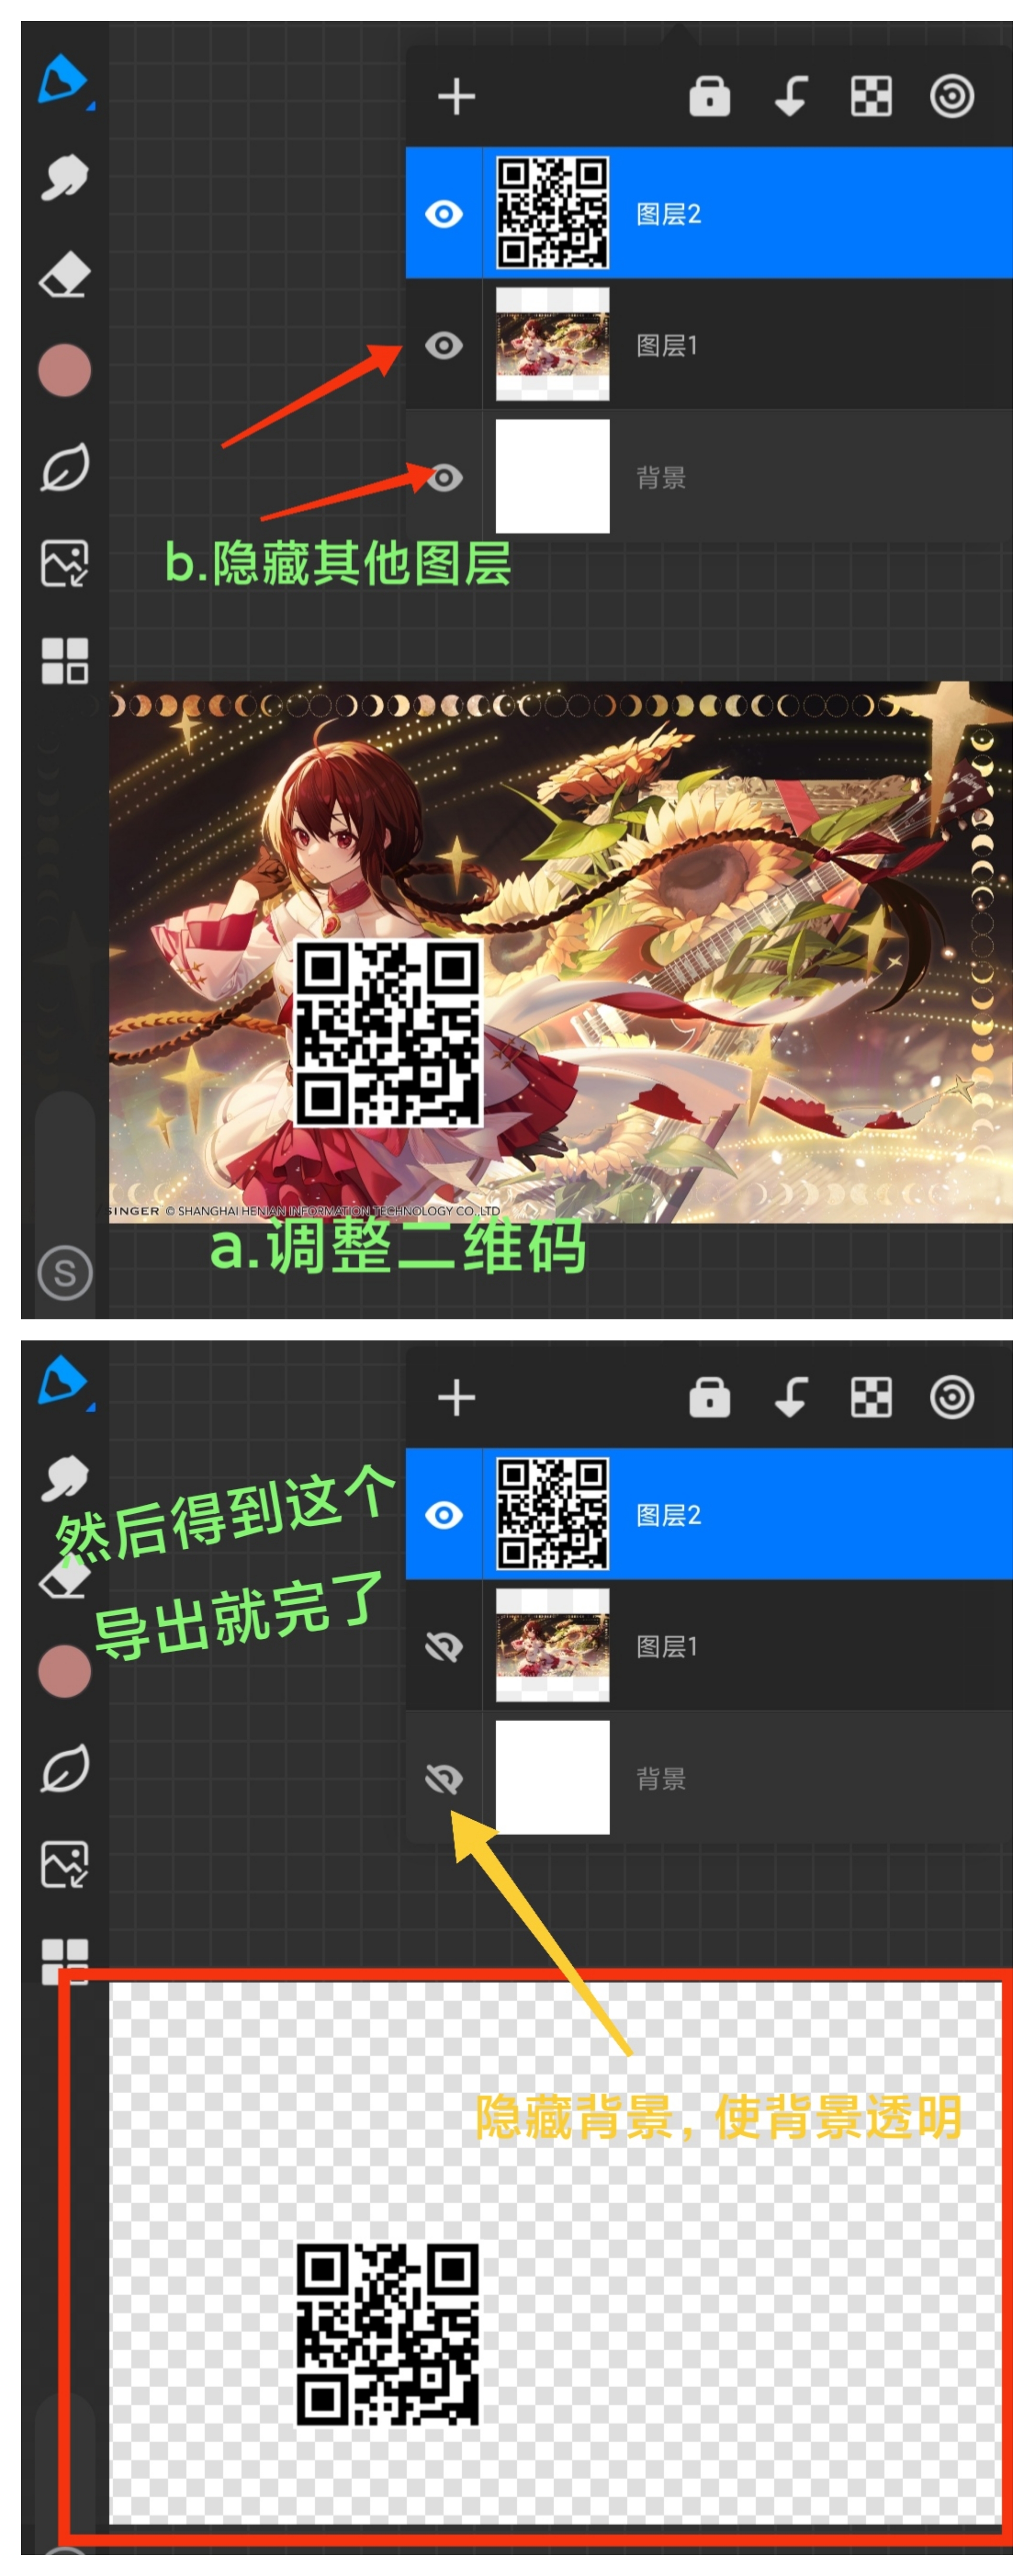 图层2
图层1
背景
b.隐藏其他图层
SINGER © SHANGHAI HENIAN INFORMATION TECHNOLOGY CO.,LTD
a.调整二维码
S
图层2
然后得到这个
导出就完了
图层1
背景
隐藏背景，使背景透明